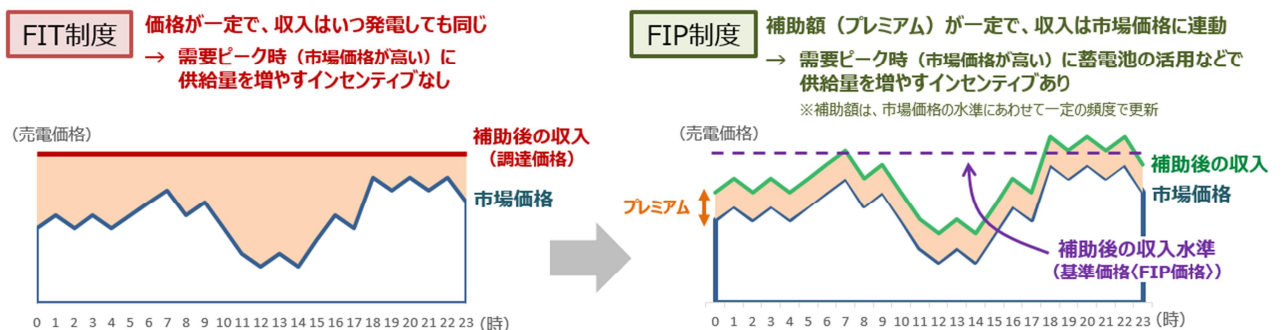 FIT制度
価格が一定で、収入はいつ発電しても同じ
→ 需要ピーク時（市場価格が高い）に
供給量を増やすインセンティブなし
（売電価格）
補助後の収入
（調達価格）
市場価格
0 1 2 3 4 5 6 7 8 9 10 11 12 13 14 15 16 17 18 19 20 21 22 23 （時）
FIP制度
補助額（プレミアム）が一定で、収入は市場価格に連動
→ 需要ピーク時（市場価格が高い）に蓄電池の活用などで
供給量を増やすインセンティブあり
※補助額は、市場価格の水準にあわせて一定の頻度で更新
（売電価格）
補助後の収入
市場価格
プレミアム
補助後の収入水準
（基準価格〈FIP価格〉）
0 1 2 3 4 5 6 7 8 9 10 11 12 13 14 15 16 17 18 19 20 21 22 23 （時）